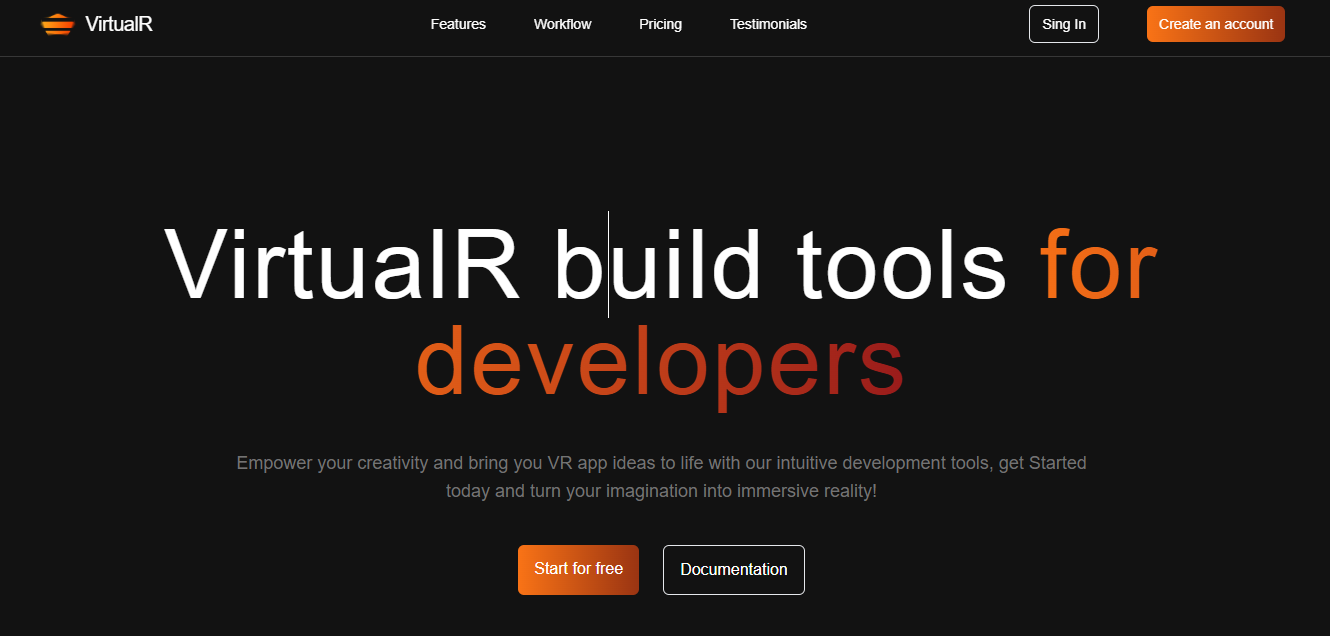 VirtualR
Features
Workflow
Pricing
Testimonials
Sing In
Create an account
VirtualR build tools for
developers
Empower your creativity and bring you VR app ideas to life with our intuitive development tools, get Started
today and turn your imagination into immersive reality!
Start for free
Documentation